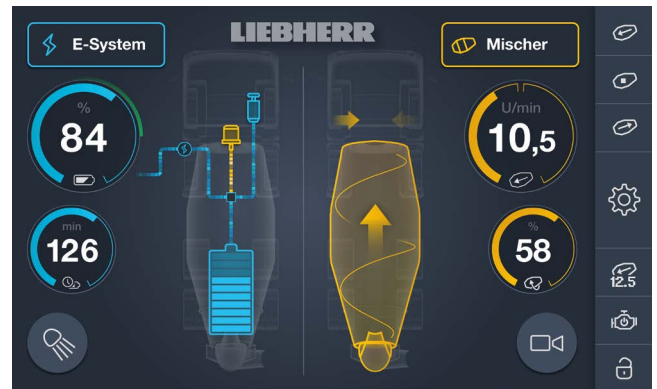 LIEBHERR
E-System
Mischer
%
84
min
126
U/min
10,5
%
58
12.5